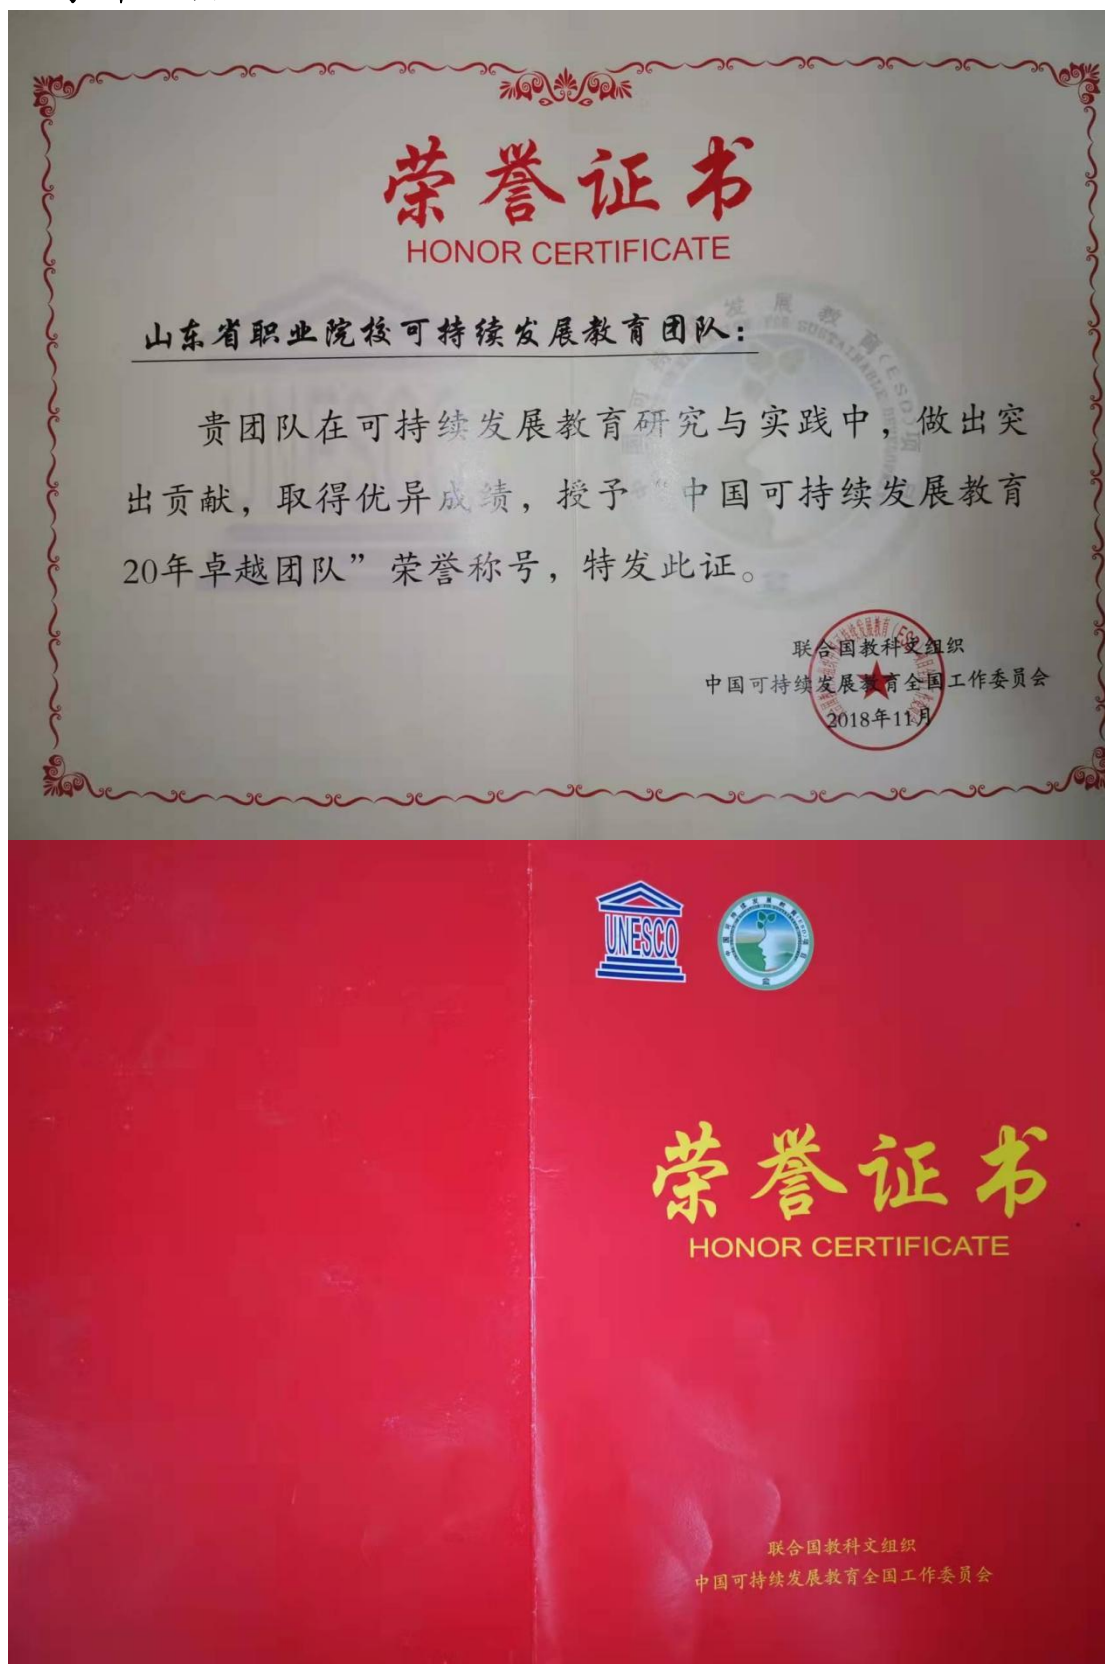 荣誉证书
HONOR CERTIFICATE
山东省职业院校可持续发展教育团队：
贵团队在可持续发展教育研究与实践中，做出突
出贡献，取得优异成绩，授予“中国可持续发展教育
20年卓越团队”荣誉称号，特发此证。
联合国教科文组织
中国可持续发展教育全国工作委员会
2018年11月
UNESCO
荣誉证书
HONOR CERTIFICATE
联合国教科文组织
中国可持续发展教育全国工作委员会